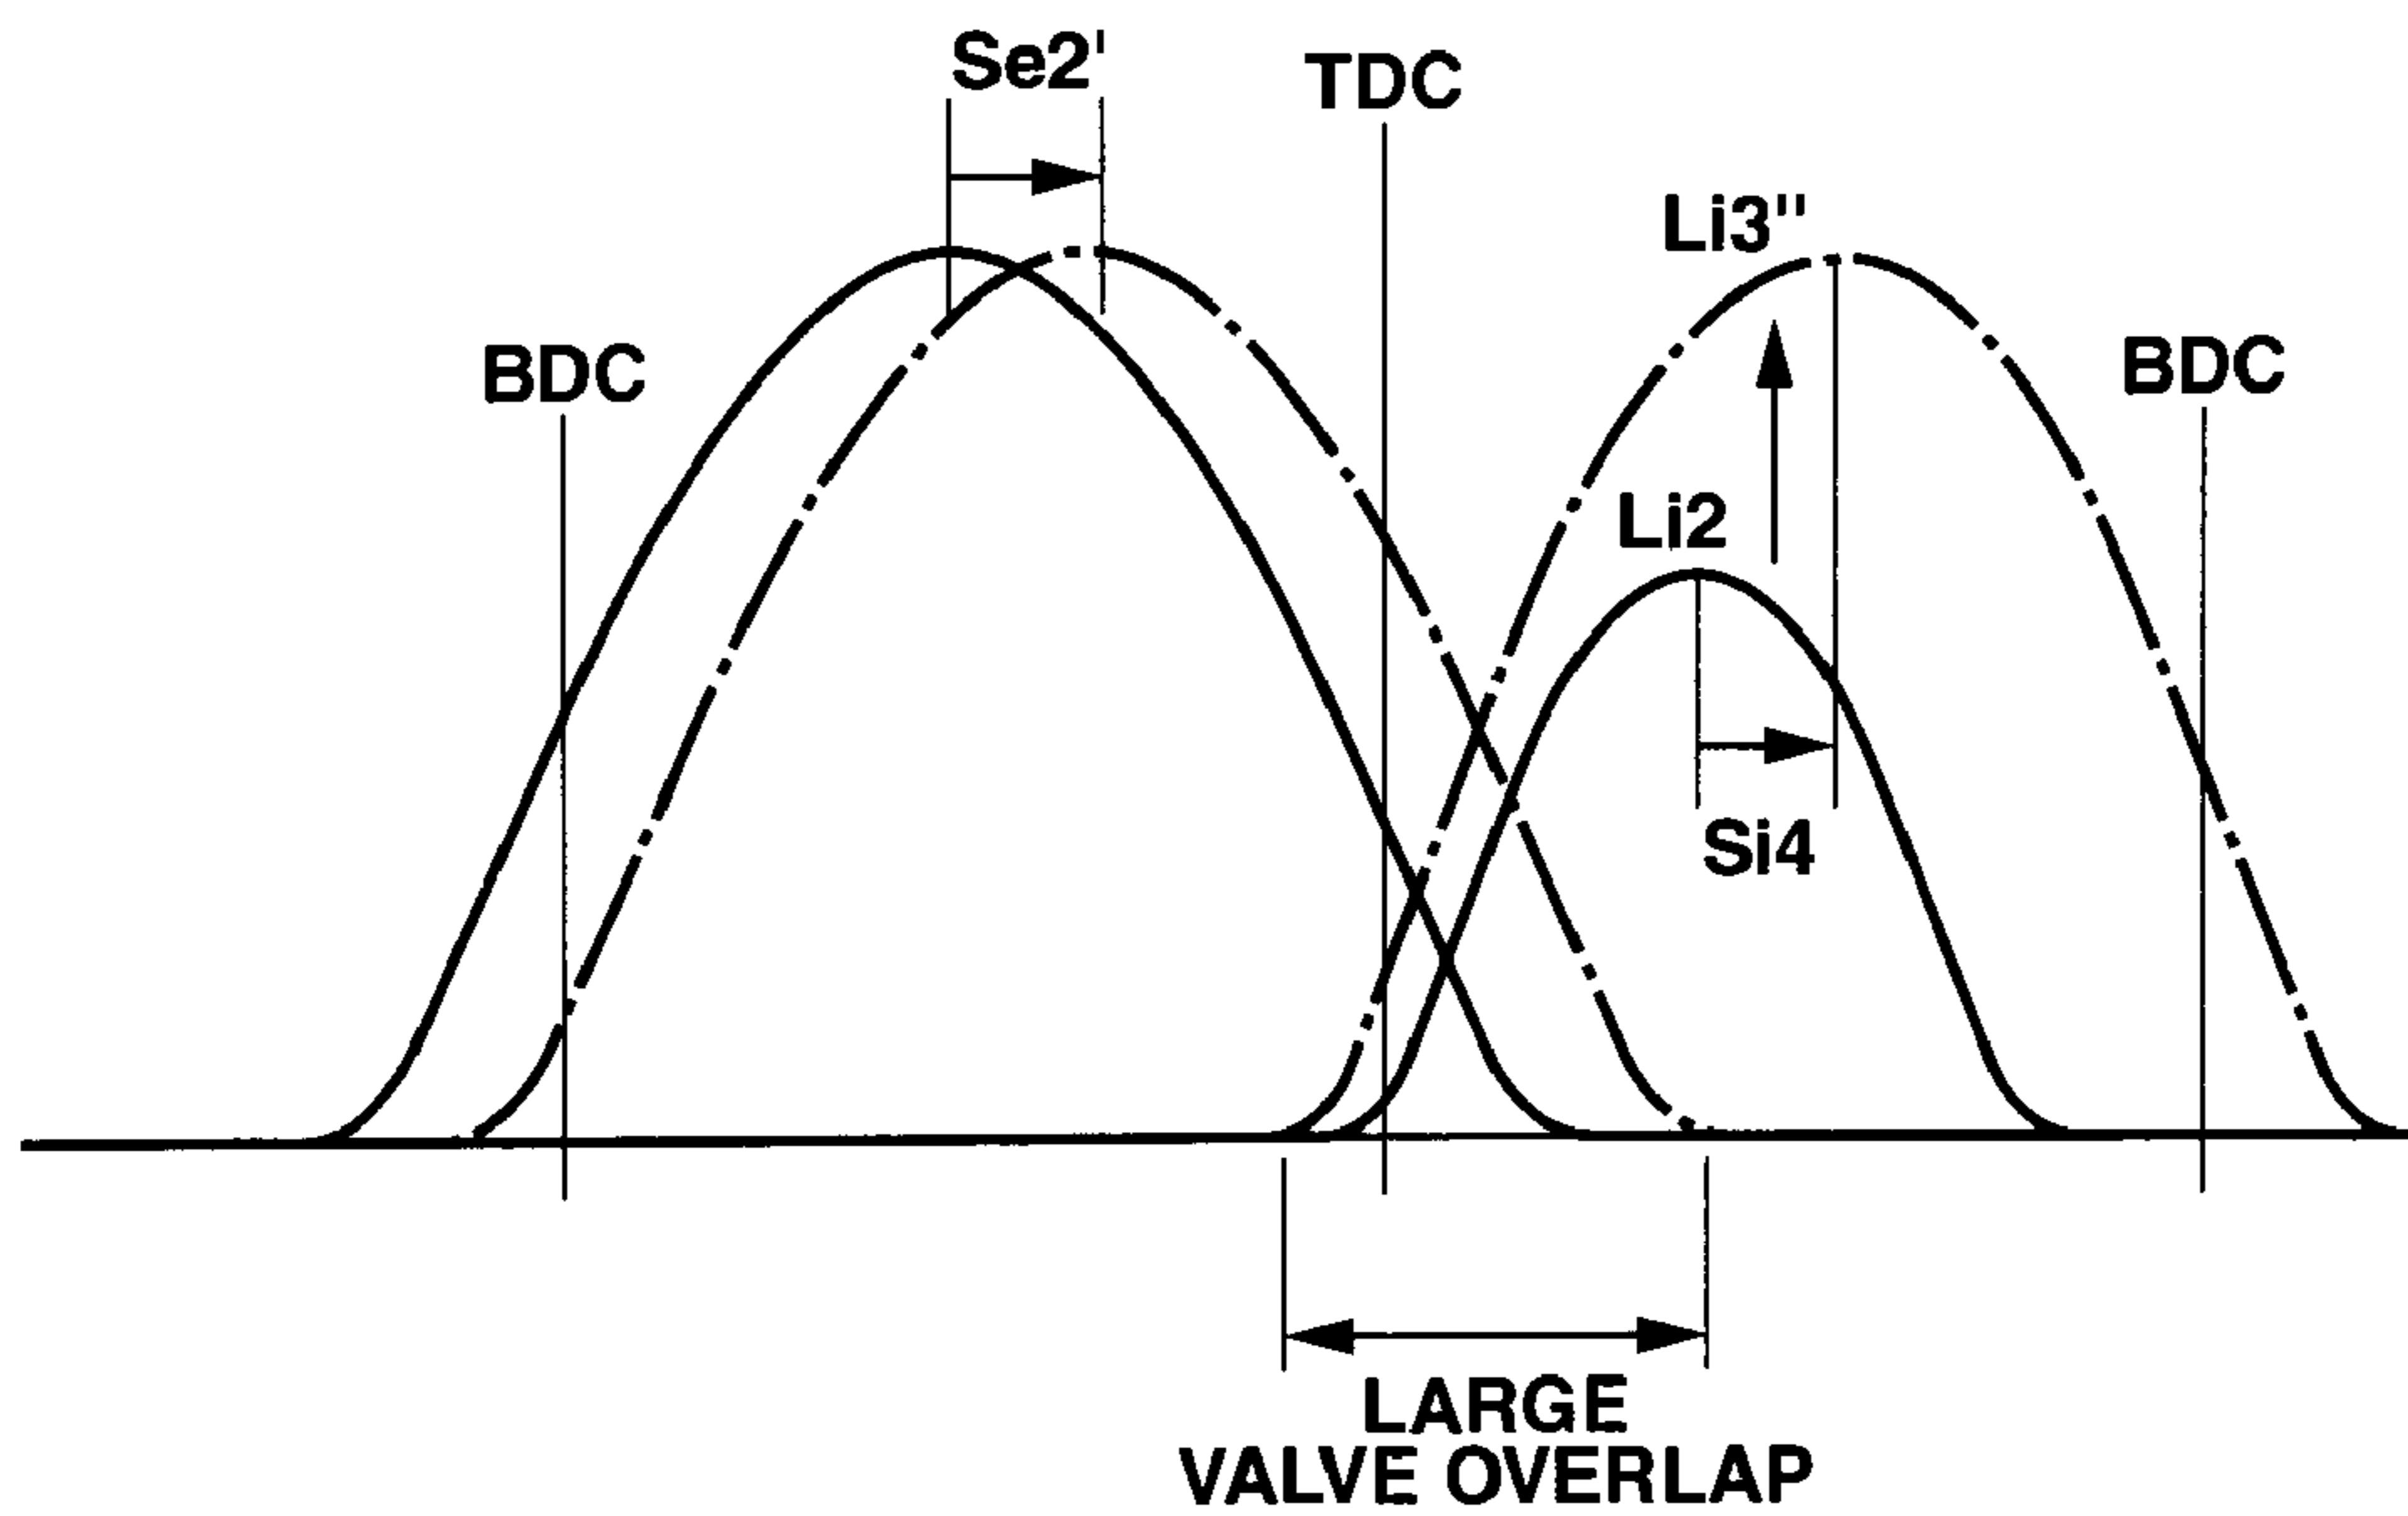 Se2'
TDC
Li3"
BDC
BDC
Li2
Si4
LARGE
VALVE OVERLAP